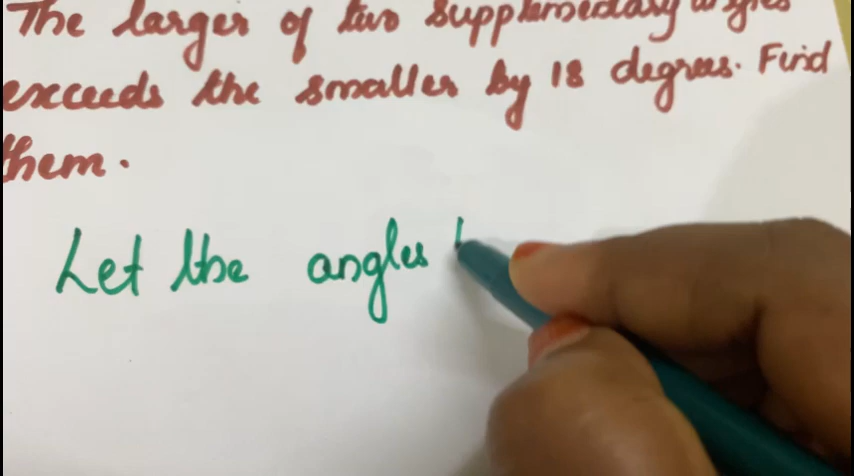 The larger of two supplementary angles
exceeds the smaller by 18 degrees. Find
them.
Let the angles